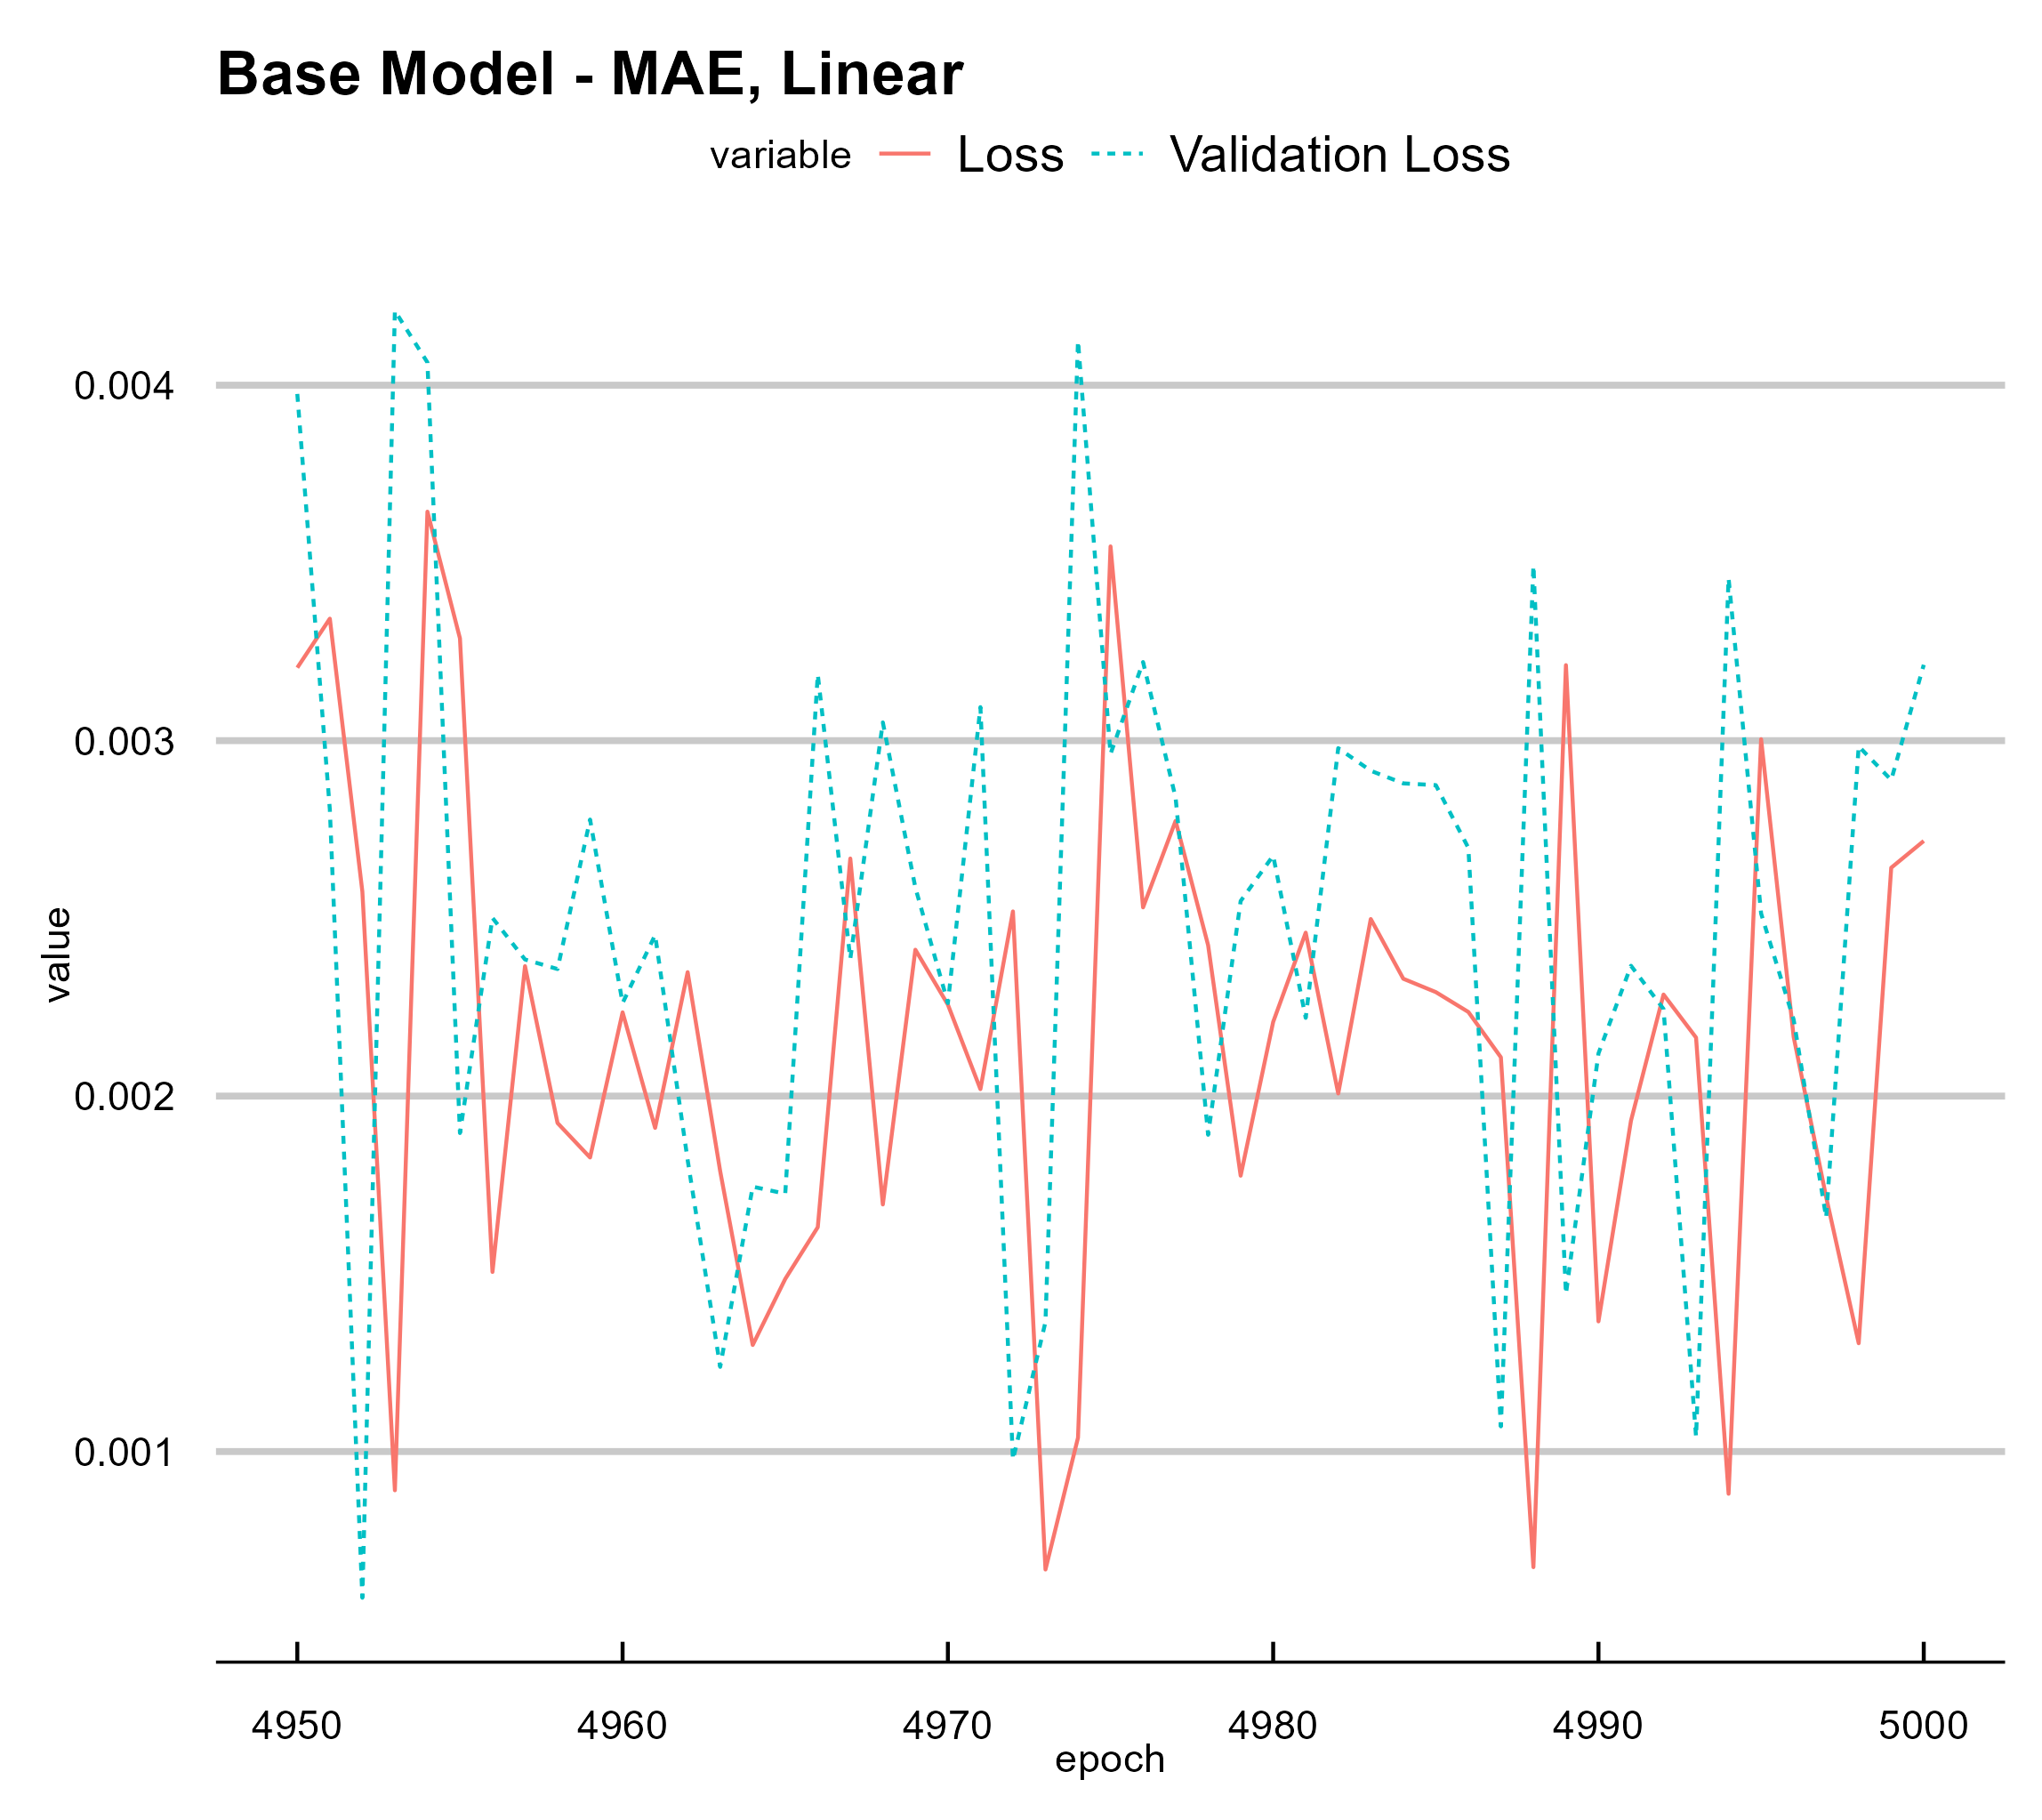 Base Model - MAE, Linear
variable Loss Validation Loss
0.004
0.003
0.002
0.001
value
4950 4960 4970 4980 4990 5000
epoch